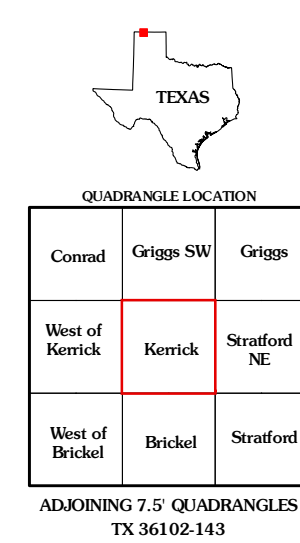 TEXAS
QUADRANGLE LOCATION
Conrad
Griggs SW
Griggs
West of
Kerrick
Kerrick
Stratford
NE
West of
Brickel
Brickel
Stratford
ADJOINING 7.5' QUADRANGLES
TX 36102-143